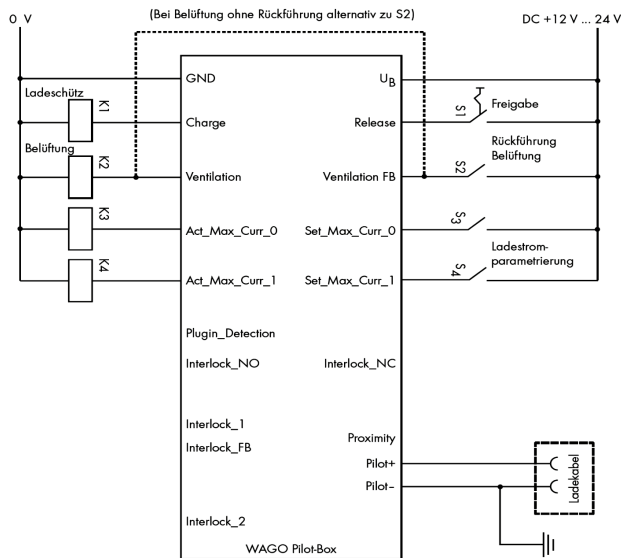 0 V
(Bei Belüftung ohne Rückführung alternativ zu S2)
DC +12 V ... 24 V
GND
U_B
Ladeschütz
K1
Charge
Release
S1
Freigabe
Belüftung
K2
Ventilation
Ventilation FB
S2
Rückführung
Belüftung
K3
Act_Max_Curr_0
Set_Max_Curr_0
S3
K4
Act_Max_Curr_1
Set_Max_Curr_1
S4
Ladestrom-
parametrierung
Plugin_Detection
Interlock_NO
Interlock_NC
Interlock_1
Interlock_FB
Proximity
Pilot+
Pilot–
Ladekabel
Interlock_2
WAGO Pilot-Box